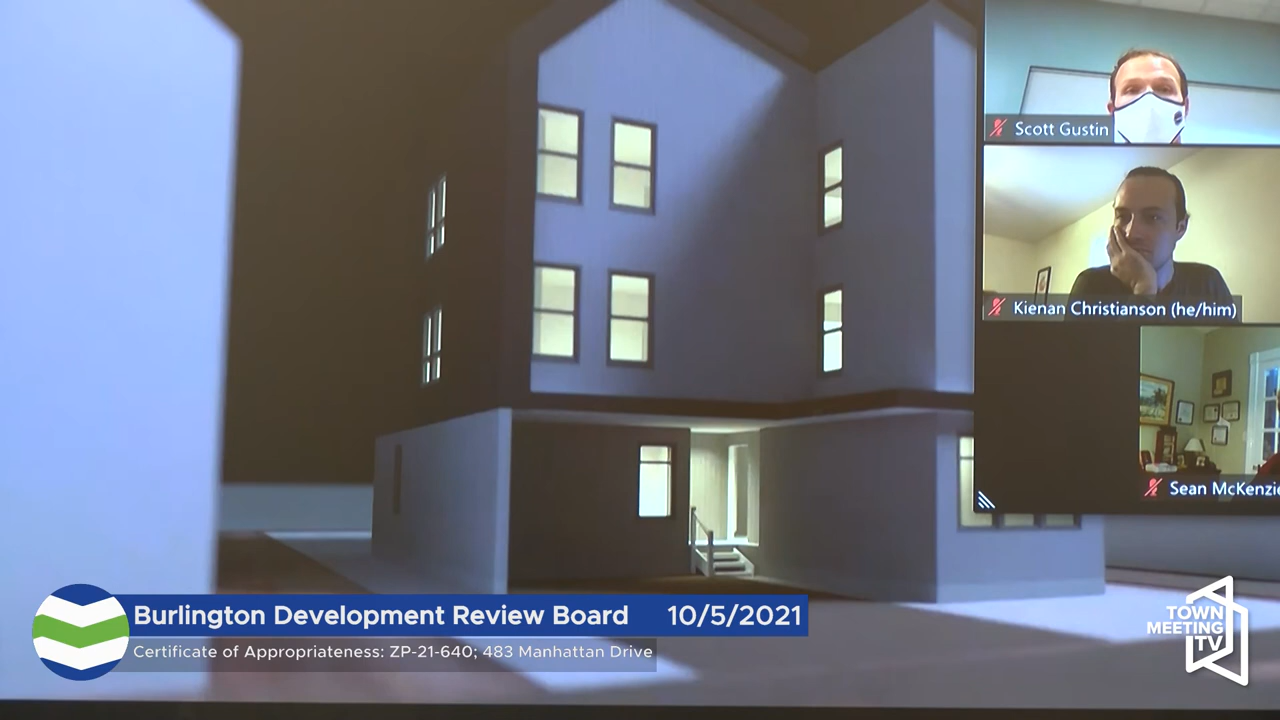 Scott Gustin
Kienan Christianson (he/him)
Sean McKenzie
Burlington Development Review Board 10/5/2021
Certificate of Appropriateness: ZP-21-640; 483 Manhattan Drive
TOWN
MEETING
TV